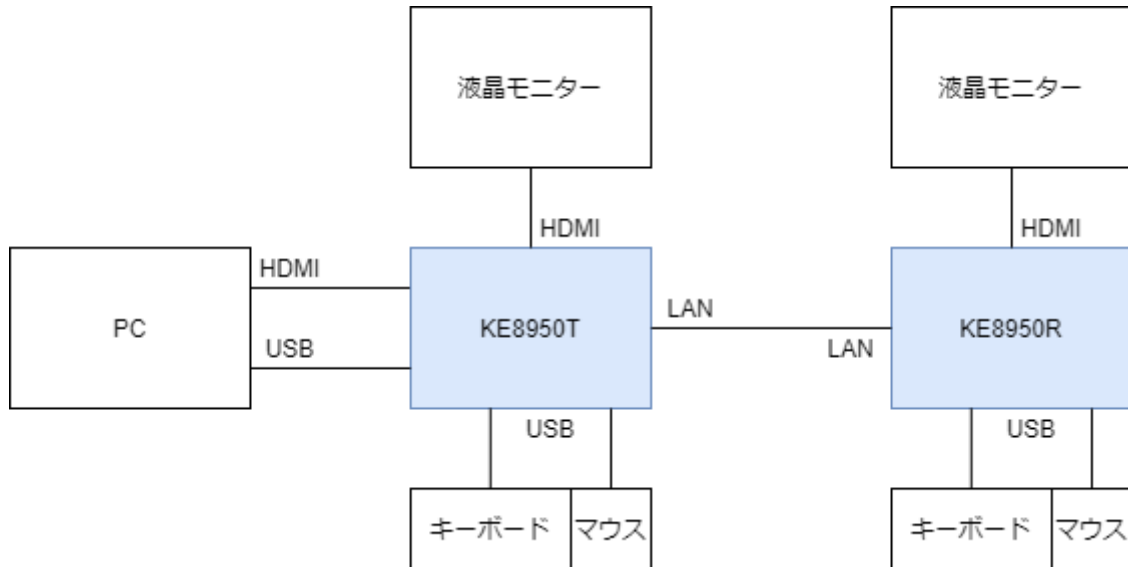 液晶モニター
液晶モニター
HDMI
HDMI
HDMI
PC
KE8950T
LAN
KE8950R
USB
LAN
USB
USB
キーボード
マウス
キーボード
マウス